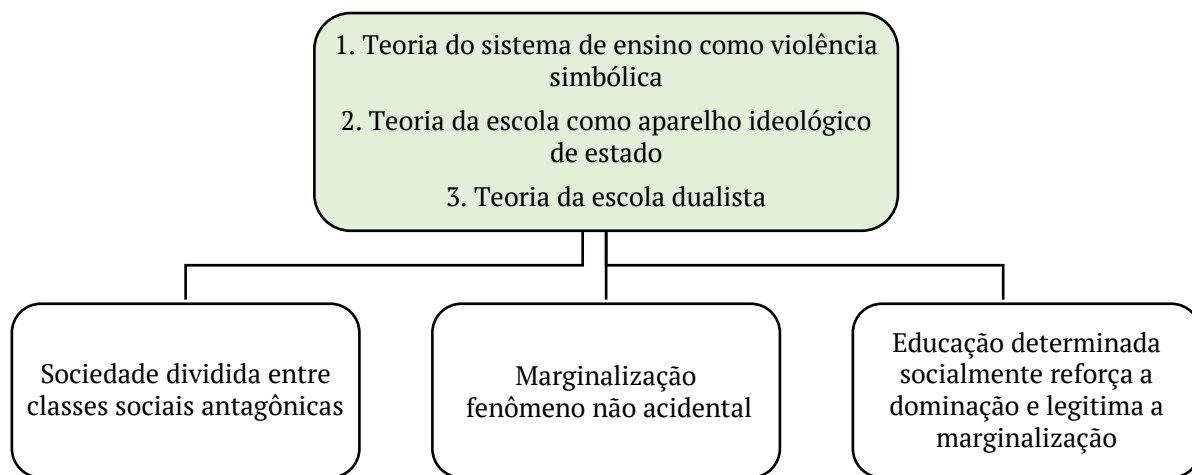 1. Teoria do sistema de ensino como violência
simbólica
2. Teoria da escola como aparelho ideológico
de estado
3. Teoria da escola dualista
Sociedade dividida entre
classes sociais antagônicas
Marginalização
fenômeno não acidental
Educação determinada
socialmente reforça a
dominação e legitima a
marginalização